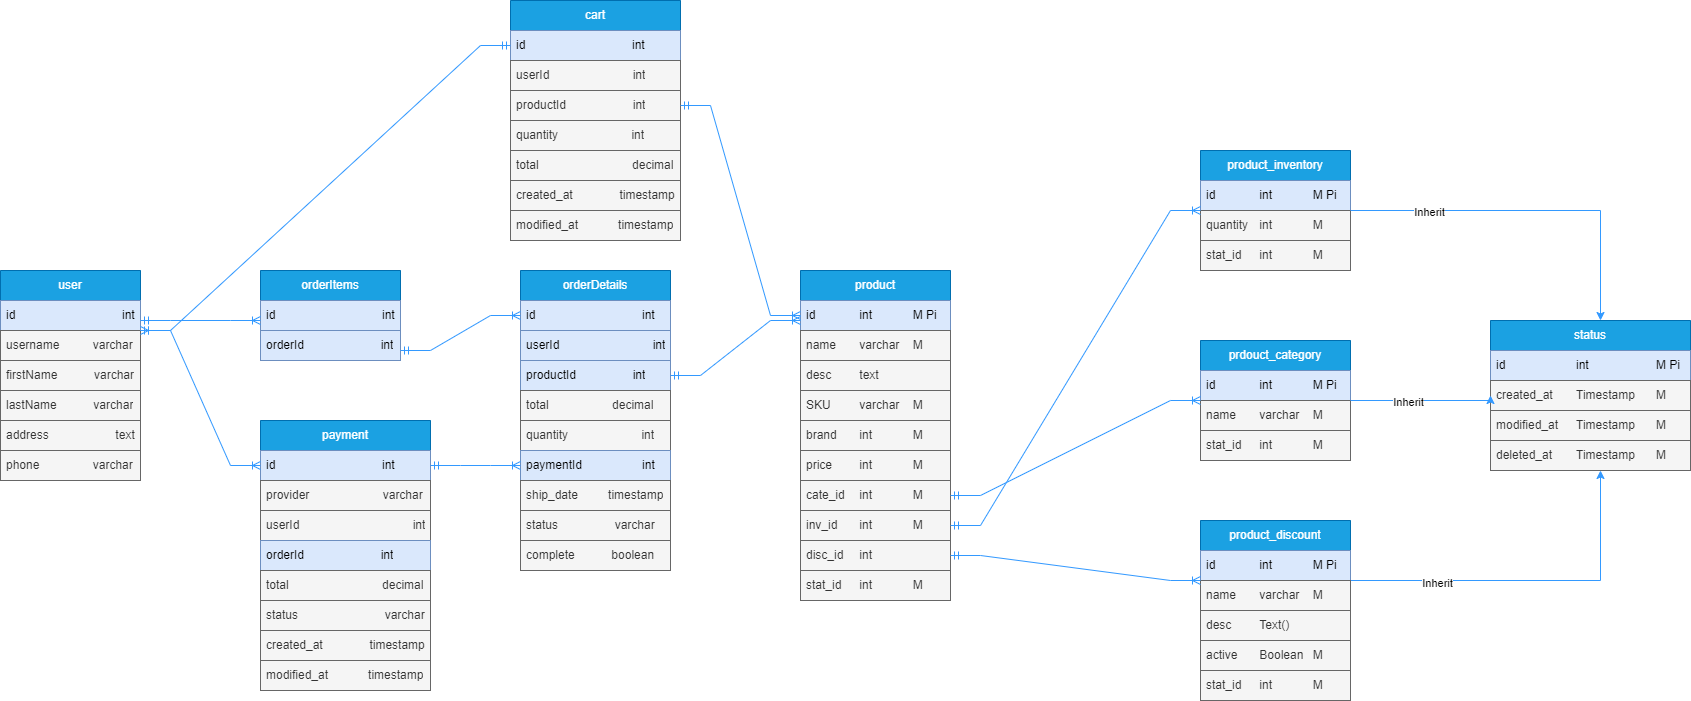 cart
id int
userId int
productId int
quantity int
total decimal
created_at timestamp
modified_at timestamp
user
id int
username varchar
firstName varchar
lastName varchar
address text
phone varchar
orderItems
id int
orderId int
payment
id int
provider varchar
userId int
orderId int
total decimal
status varchar
created_at timestamp
modified_at timestamp
orderDetails
id int
userId int
productId int
total decimal
quantity int
paymentId int
ship_date timestamp
status varchar
complete boolean
product
id int M Pi
name varchar M
desc text
SKU varchar M
brand int M
price int M
cate_id int M
inv_id int M
disc_id int
stat_id int M
product_inventory
id int M Pi
quantity int M
stat_id int M
Inherit
prdouct_category
id int M Pi
name varchar M
stat_id int M
Inherit
product_discount
id int M Pi
name varchar M
desc Text()
active Boolean M
stat_id int M
Inherit
status
id int M Pi
created_at Timestamp M
modified_at Timestamp M
deleted_at Timestamp M